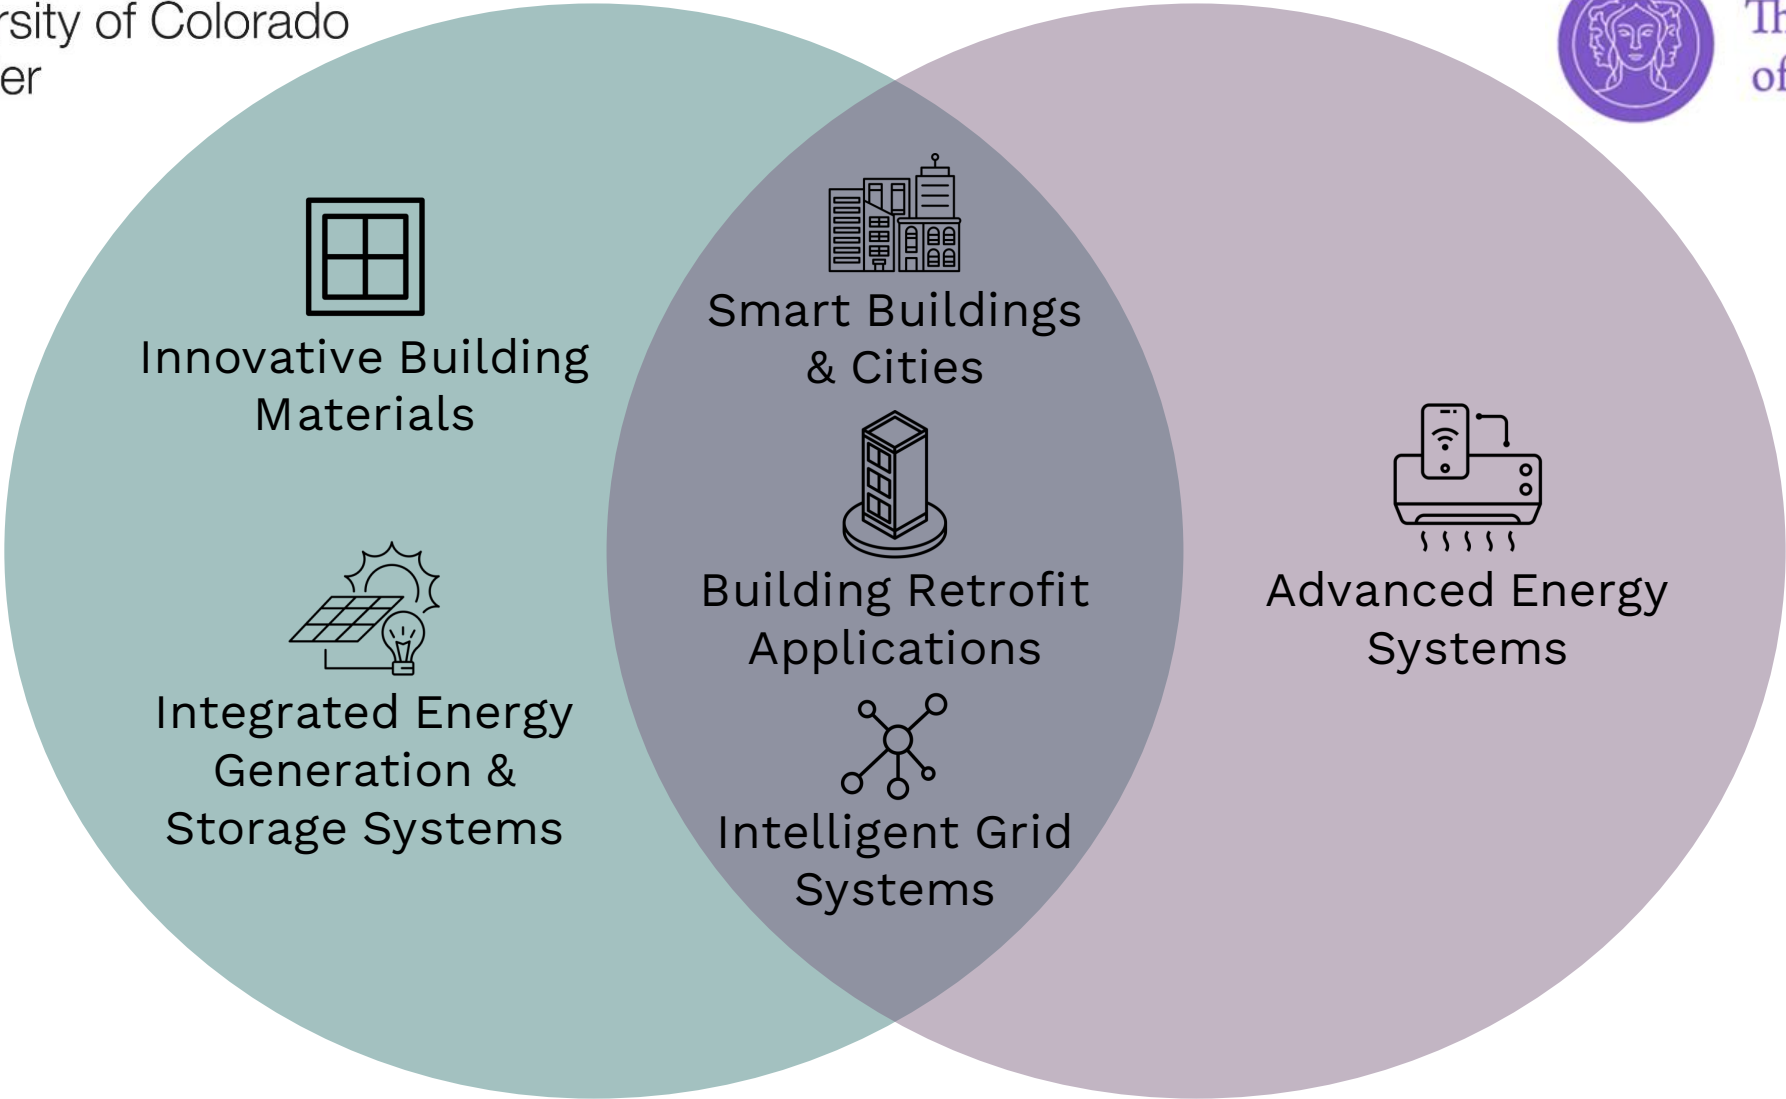 rsity of Colorado
er
Th
of
Innovative Building
Materials
Integrated Energy
Generation &
Storage Systems
Smart Buildings
& Cities
Building Retrofit
Applications
Intelligent Grid
Systems
Advanced Energy
Systems